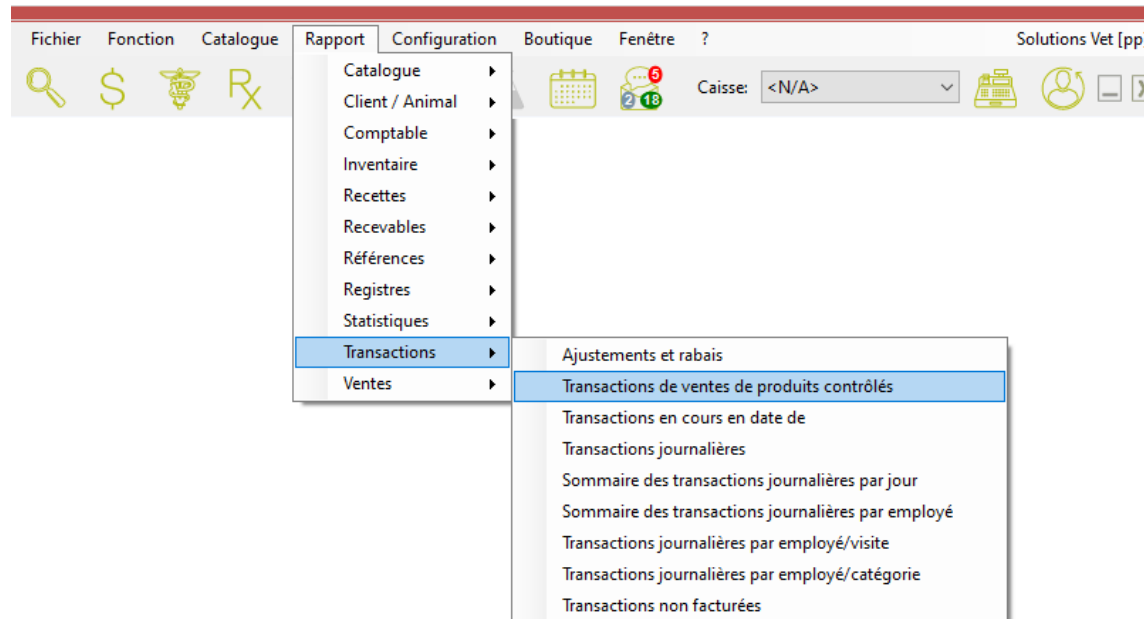 Fichier Fonction Catalogue Rapport Configuration Boutique Fenêtre ? Solutions Vet [pp
Caisse: <N/A>
5
2 18
Catalogue
Client / Animal
Comptable
Inventaire
Recettes
Recevables
Références
Registres
Statistiques
Transactions
Ventes
Ajustements et rabais
Transactions de ventes de produits contrôlés
Transactions en cours en date de
Transactions journalières
Sommaire des transactions journalières par jour
Sommaire des transactions journalières par employé
Transactions journalières par employé/visite
Transactions journalières par employé/catégorie
Transactions non facturées